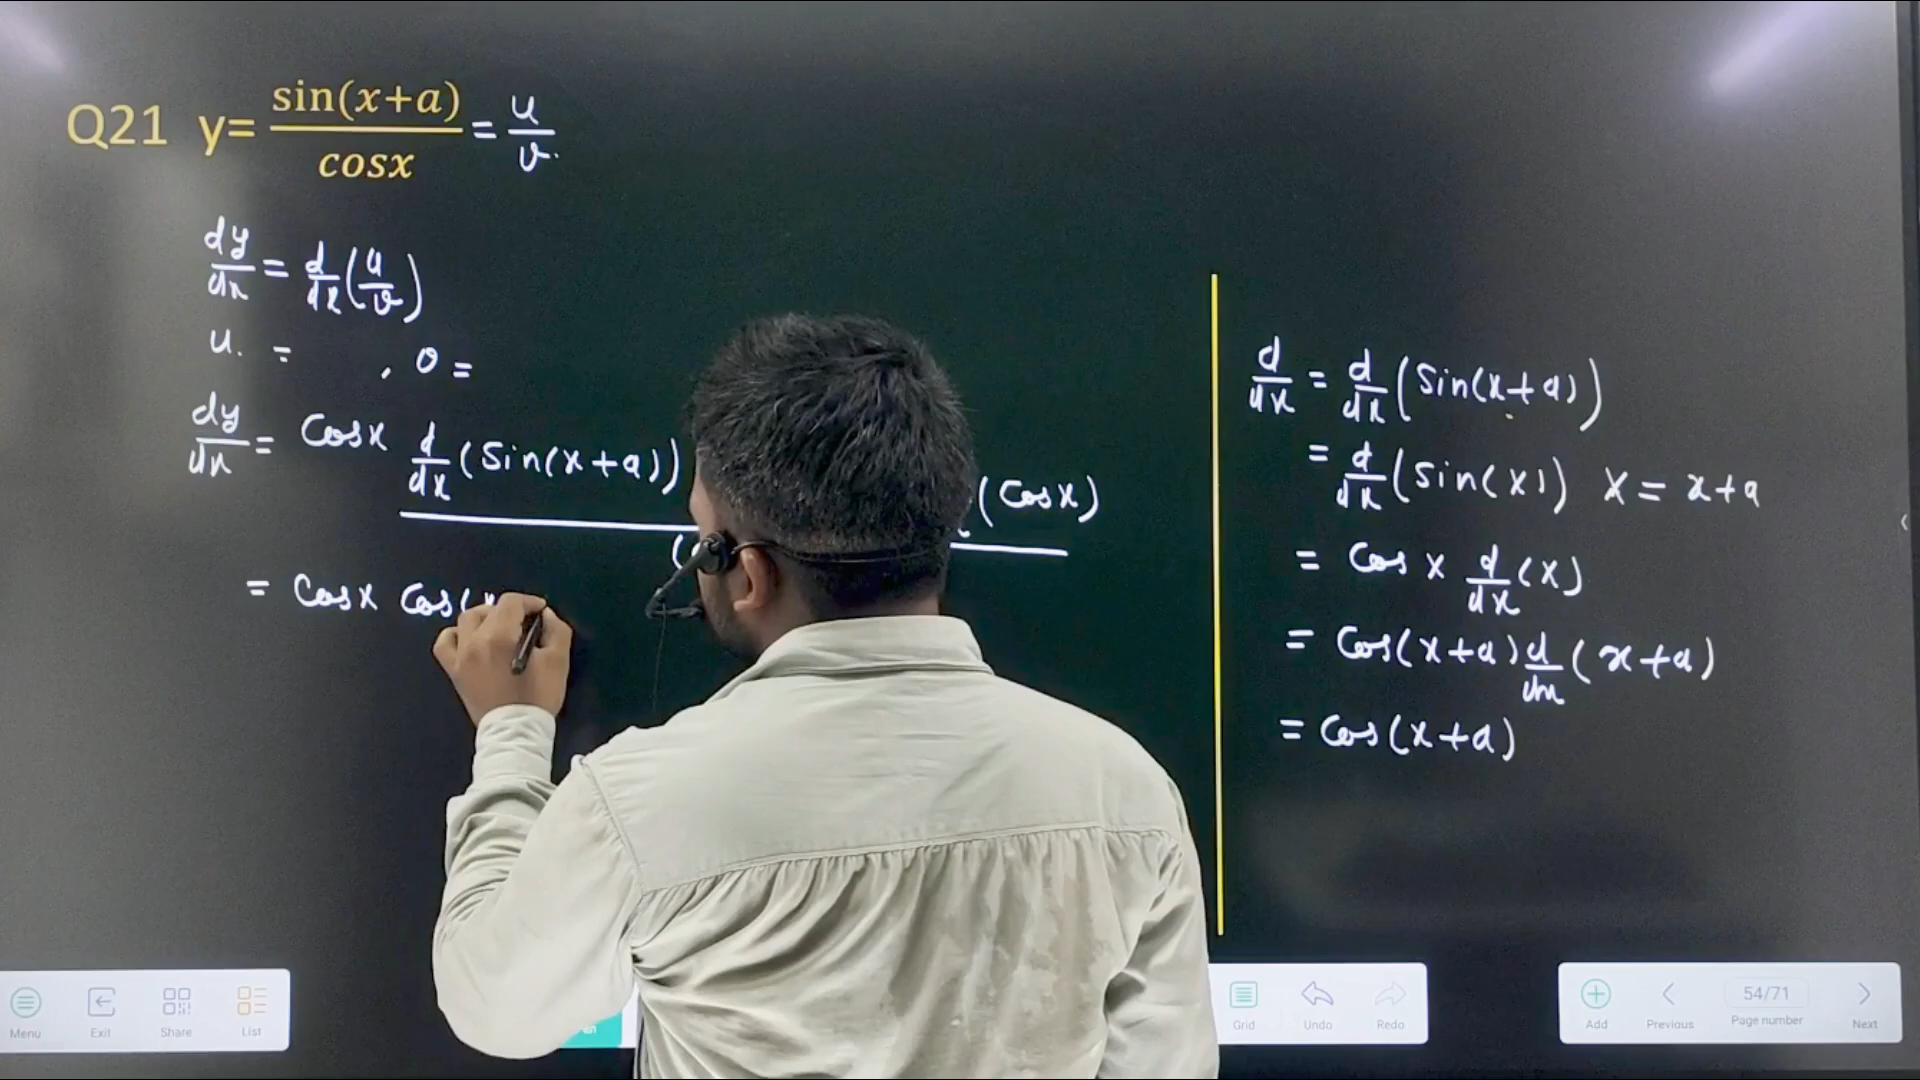 Q21 y= sin(x+a)/cosx = u/v.
dy/dx = d/dx (u/v)
u. = , v =
dy/dx = Cosx d/dx (Sin(x+a)) (Cosx)
= Cosx Cos(x
d/dx = d/dx (Sin(x+a))
= d/dx (Sin(X)) X = x+a
= Cos X d/dx (X)
= Cos(x+a) d/dx (x+a)
= Cos(x+a)
Menu Exit Share List
Grid Undo Redo
Add Previous 54/71 Page number Next